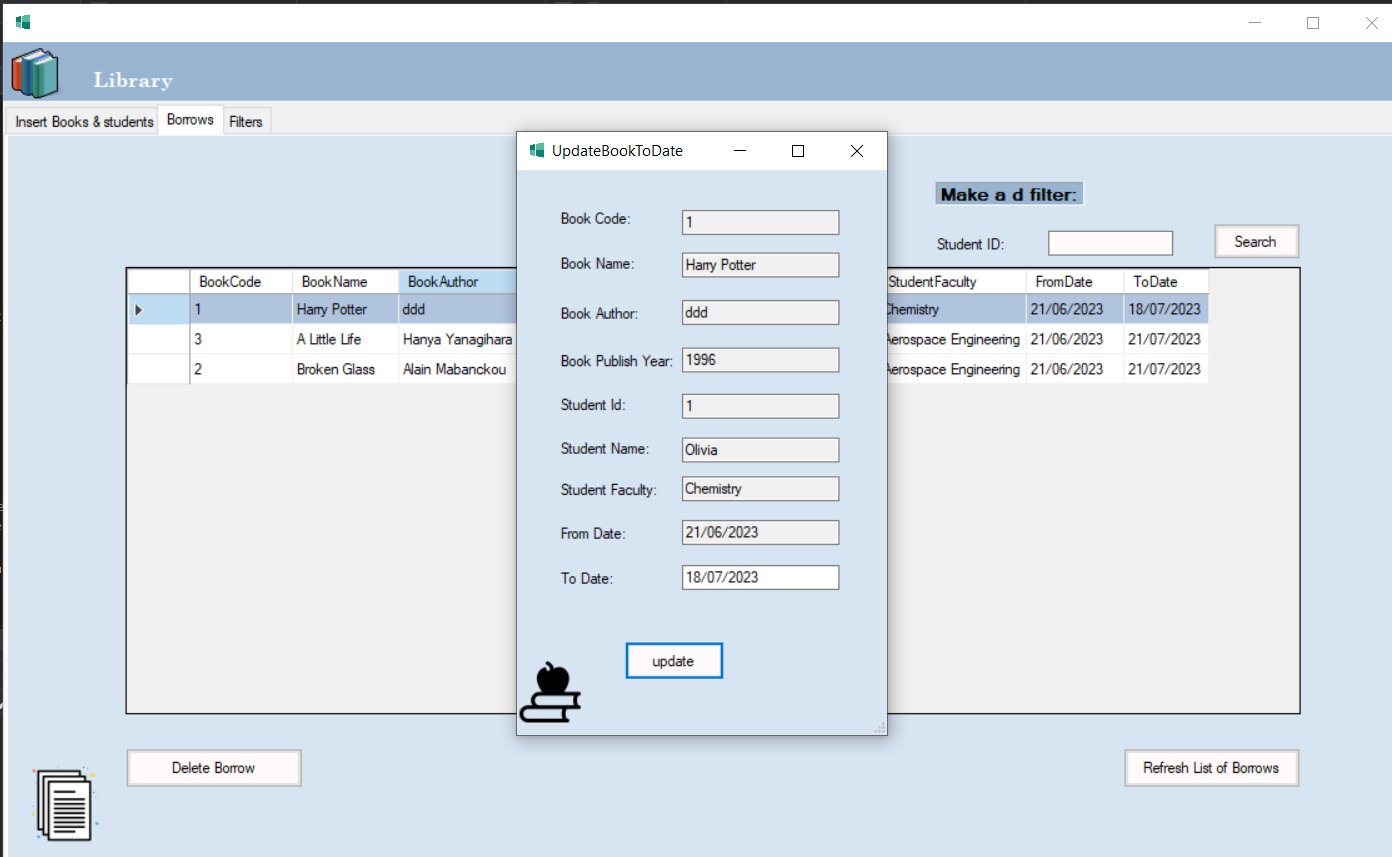 Library
Insert Books & students Borrows Filters
UpdateBookToDate
Make a d filter:
Student ID: Search
Book Code: 1
Book Name: Harry Potter
Book Author: ddd
Book Publish Year: 1996
Student Id: 1
Student Name: Olivia
Student Faculty: Chemistry
From Date: 21/06/2023
To Date: 18/07/2023
update
BookCode BookName BookAuthor StudentFaculty FromDate ToDate
1 Harry Potter ddd Chemistry 21/06/2023 18/07/2023
3 A Little Life Hanya Yanagihara Aerospace Engineering 21/06/2023 21/07/2023
2 Broken Glass Alain Mabanckou Aerospace Engineering 21/06/2023 21/07/2023
Delete Borrow Refresh List of Borrows